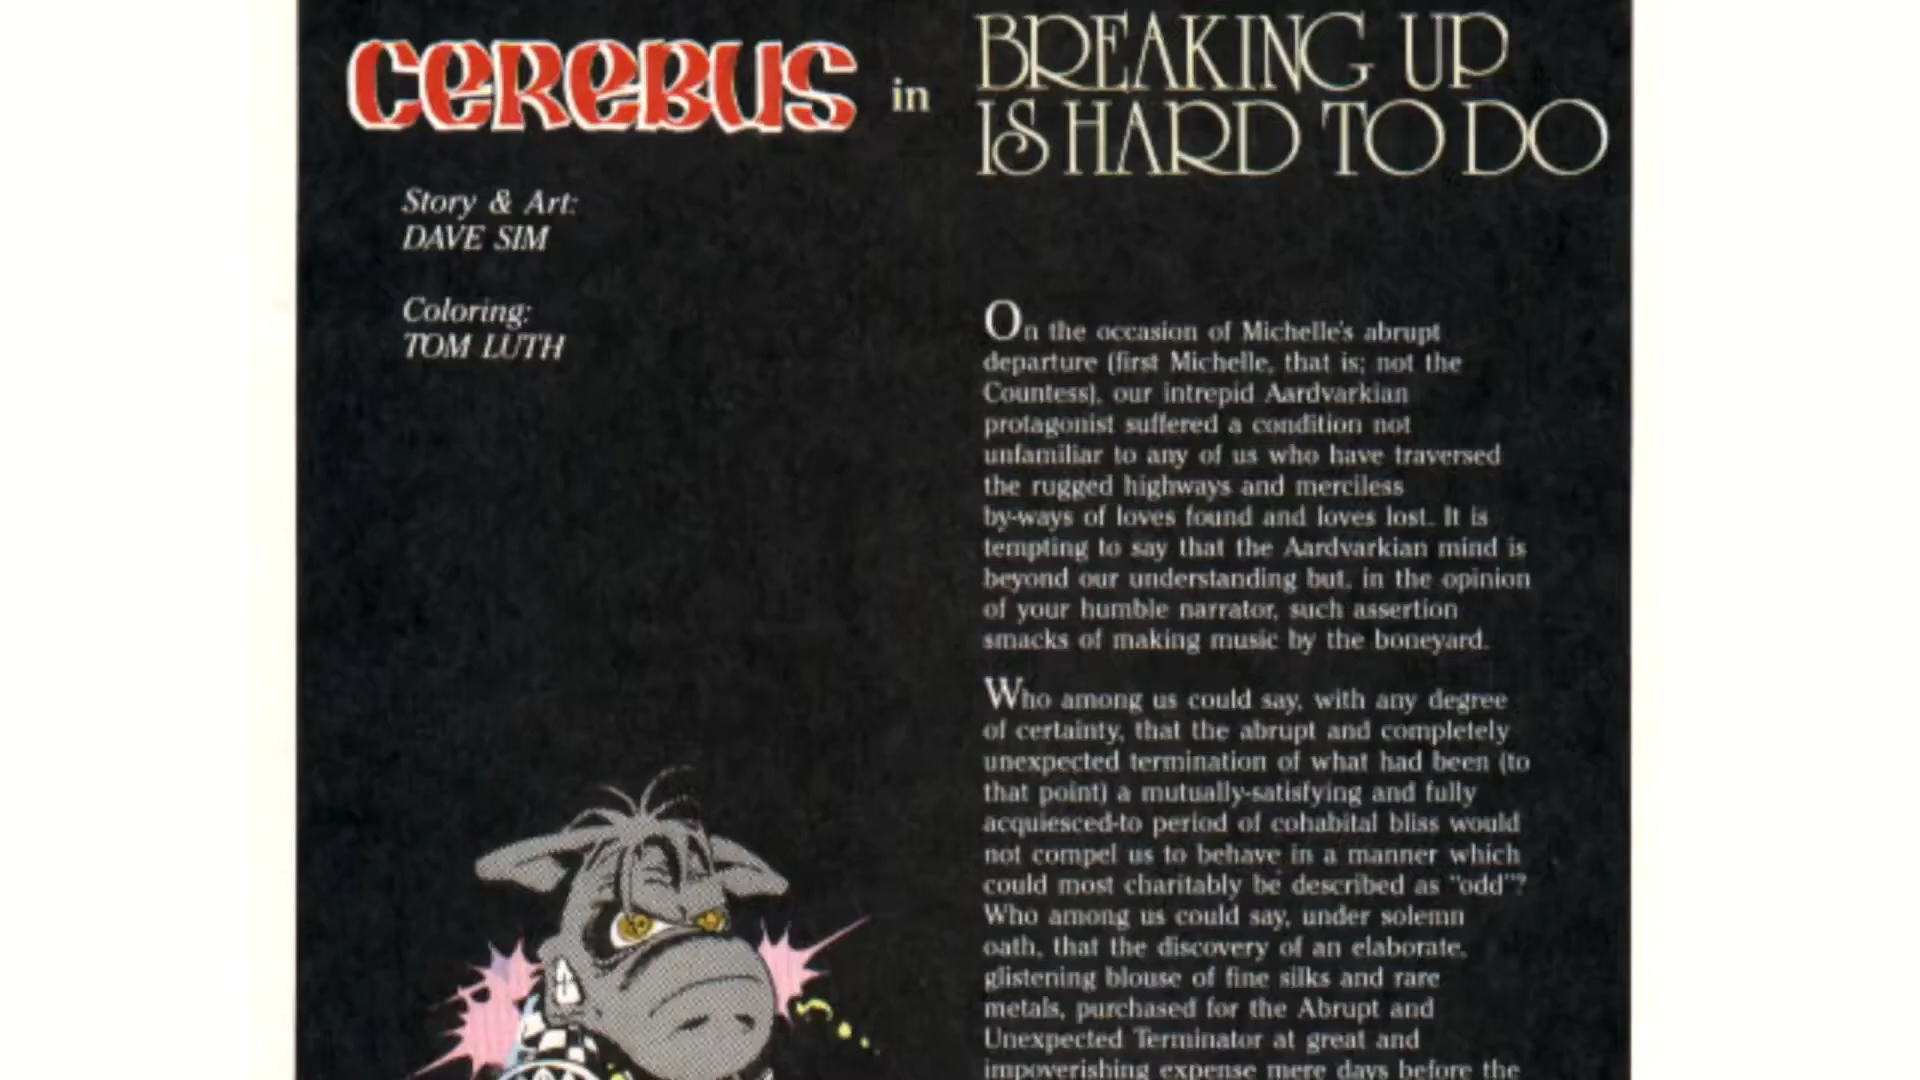 CEREBUS in BREAKING UP
IS HARD TO DO
Story & Art:
DAVE SIM
Coloring:
TOM LUTH
On the occasion of Michelle's abrupt
departure (first Michelle, that is; not the
Countess), our intrepid Aardvarkian
protagonist suffered a condition not
unfamiliar to any of us who have traversed
the rugged highways and merciless
by-ways of loves found and loves lost. It is
tempting to say that the Aardvarkian mind is
beyond our understanding but, in the opinion
of your humble narrator, such assertion
smacks of making music by the boneyard.
Who among us could say, with any degree
of certainty, that the abrupt and completely
unexpected termination of what had been (to
that point) a mutually-satisfying and fully
acquiesced-to period of cohabital bliss would
not compel us to behave in a manner which
could most charitably be described as "odd"?
Who among us could say, under solemn
oath, that the discovery of an elaborate,
glistening blouse of fine silks and rare
metals, purchased for the Abrupt and
Unexpected Terminator at great and
impoverishing expense mere days before the